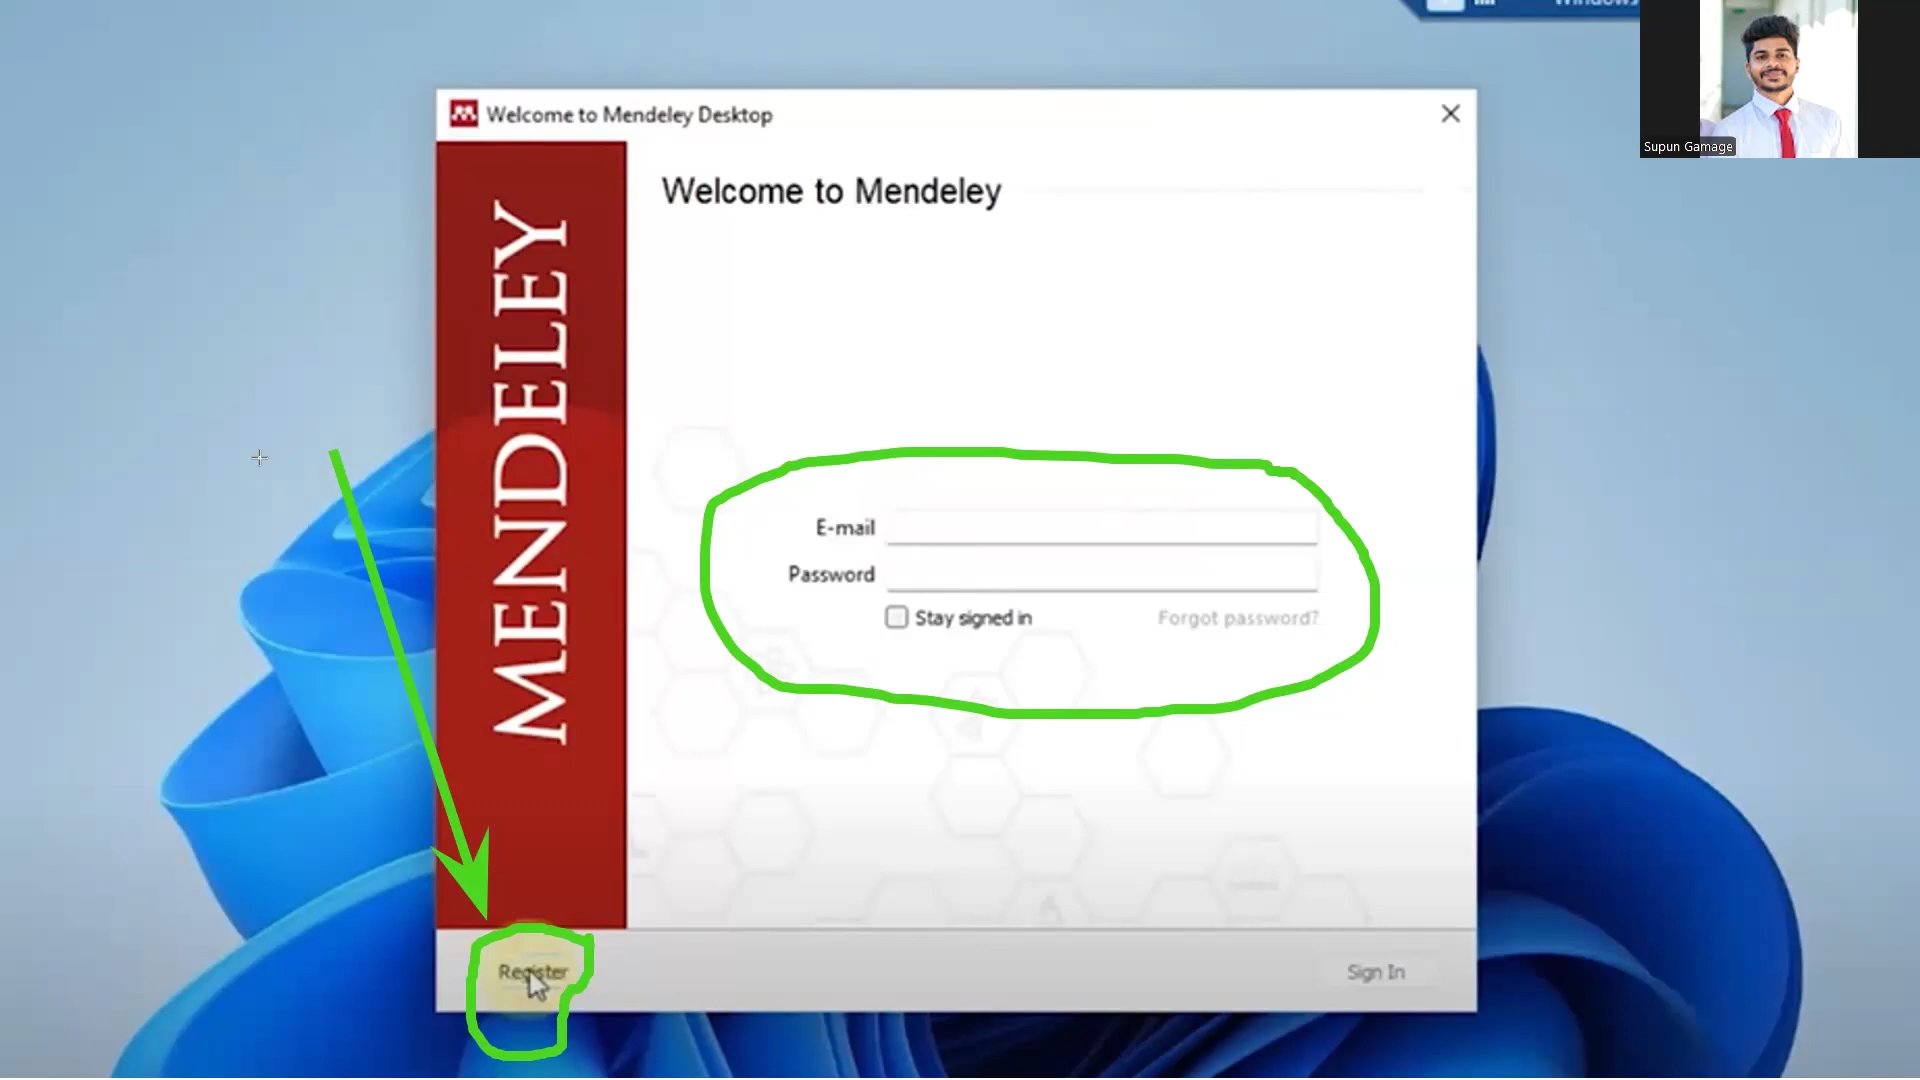 Windows
Supun Gamage
Welcome to Mendeley Desktop
Welcome to Mendeley
MENDELEY
E-mail
Password
Stay signed in
Forgot password?
Register
Sign In